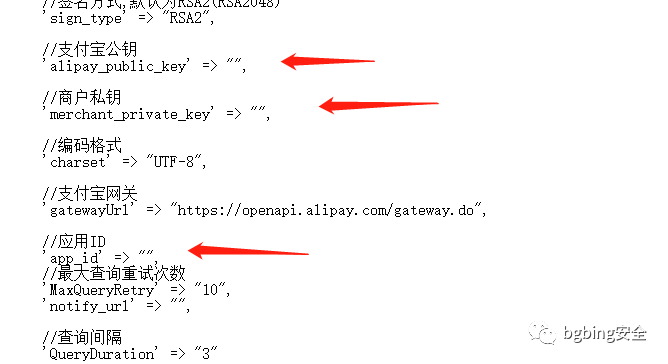 //签名方式,默认为RSA2(RSA2048)
'sign_type' => "RSA2",
//支付宝公钥
'alipay_public_key' => "",
//商户私钥
'merchant_private_key' => "",
//编码格式
'charset' => "UTF-8",
//支付宝网关
'gatewayUrl' => "https://openapi.alipay.com/gateway.do",
//应用ID
'app_id' => "",
//最大查询重试次数
'MaxQueryRetry' => "10",
'notify_url' => "",
//查询间隔
'QueryDuration' => "3"
bgbing安全